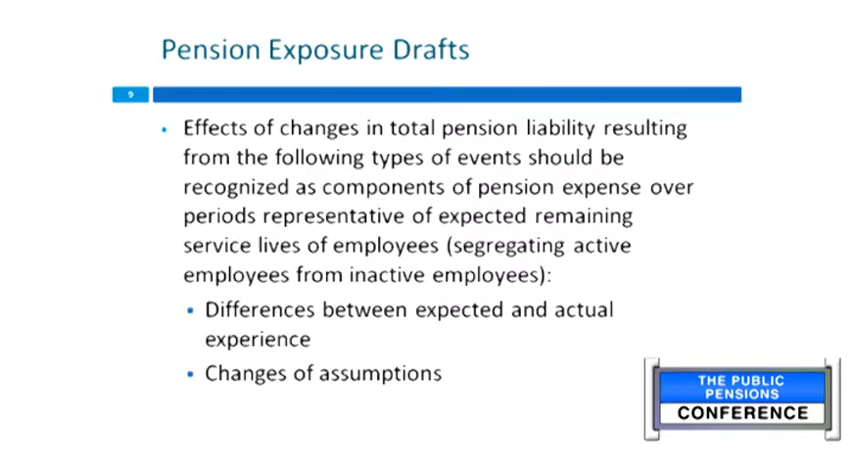 Pension Exposure Drafts
9
• Effects of changes in total pension liability resulting
from the following types of events should be
recognized as components of pension expense over
periods representative of expected remaining
service lives of employees (segregating active
employees from inactive employees):
▪ Differences between expected and actual
experience
▪ Changes of assumptions
THE PUBLIC
PENSIONS
CONFERENCE